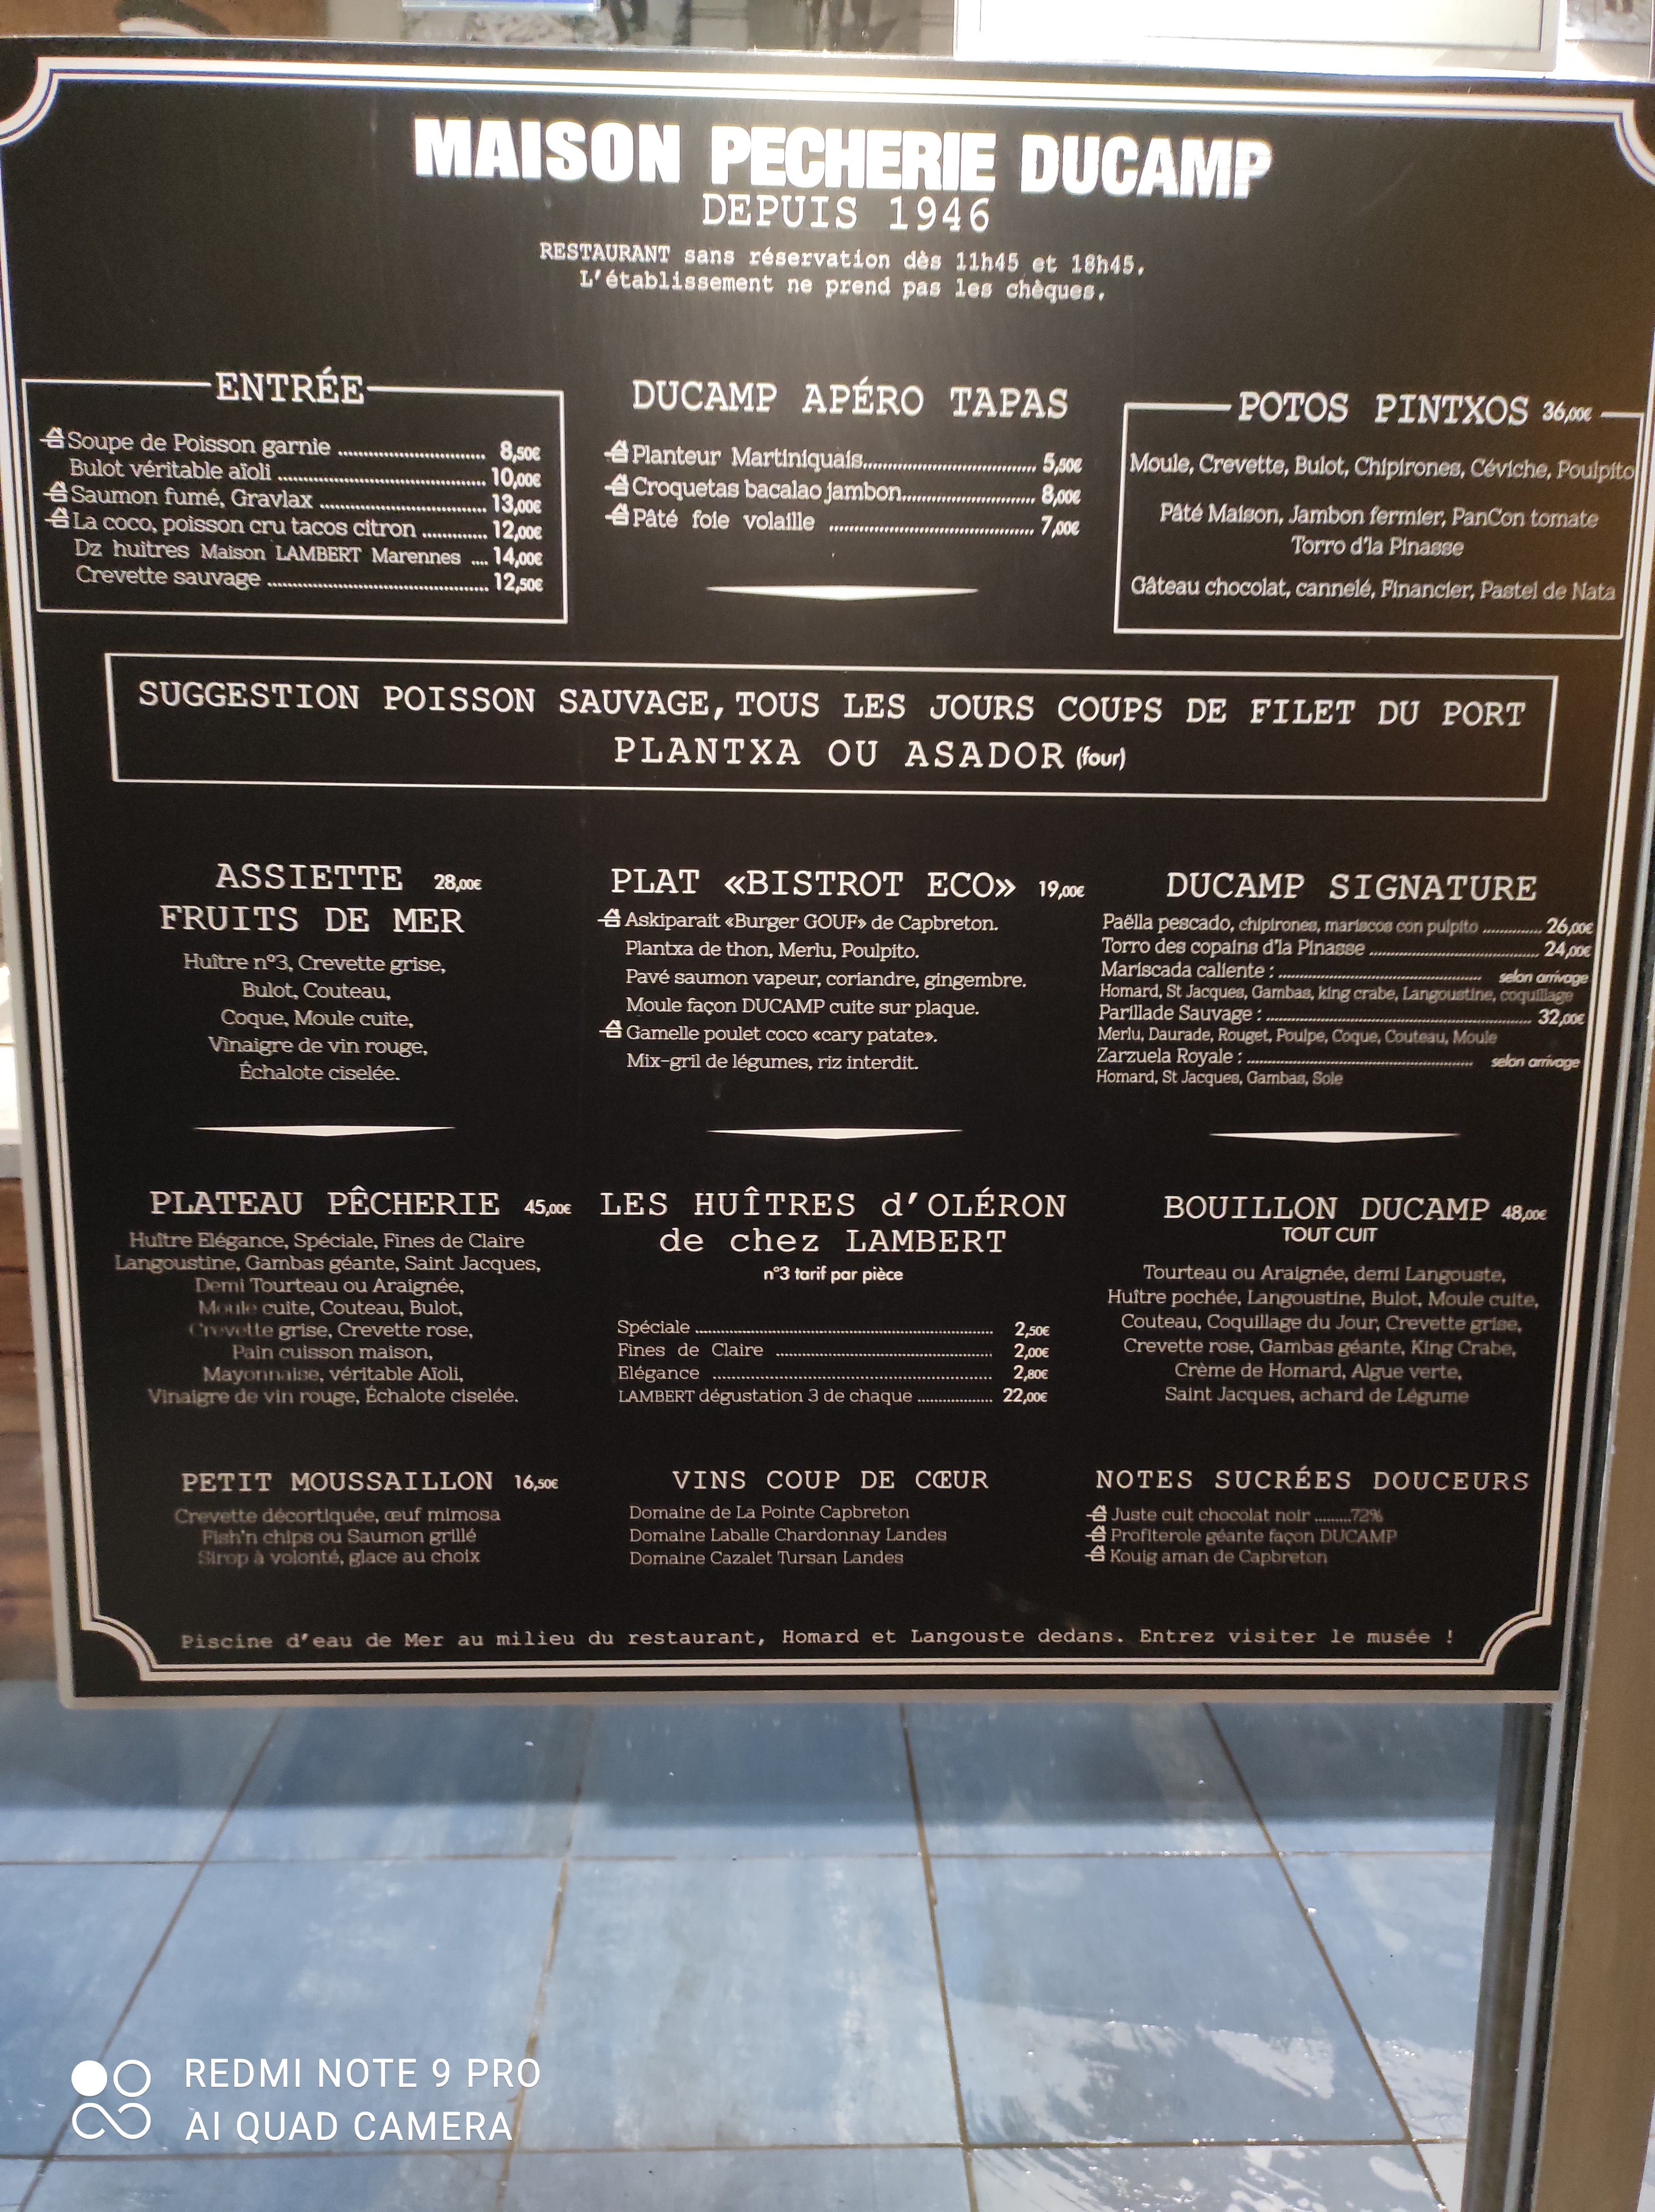 MAISON PECHERIE DUCAMP
DEPUIS 1946
RESTAURANT sans réservation dès 11h45 et 18h45.
L'établissement ne prend pas les chèques.
ENTRÉE
Soupe de Poisson garnie ........ 8,50€
Bulot véritable aïoli ........ 10,00€
Saumon fumé, Gravlax ........ 13,00€
La coco, poisson cru tacos citron ........ 12,00€
Dz huitres Maison LAMBERT Marennes .... 14,00€
Crevette sauvage ........ 12,50€
DUCAMP APÉRO TAPAS
Planteur Martiniquais........ 5,50€
Croquetas bacalao jambon........ 8,00€
Pâté foie volaille ........ 7,00€
POTOS PINTXOS 36,00€
Moule, Crevette, Bulot, Chipirones, Céviche, Poulpito
Pâté Maison, Jambon fermier, PanCon tomate
Torro d'la Pinasse
Gâteau chocolat, cannelé, Financier, Pastel de Nata
SUGGESTION POISSON SAUVAGE, TOUS LES JOURS COUPS DE FILET DU PORT
PLANTXA OU ASADOR (four)
ASSIETTE 28,00€
FRUITS DE MER
Huître n°3, Crevette grise,
Bulot, Couteau,
Coque, Moule cuite,
Vinaigre de vin rouge,
Échalote ciselée.
PLAT «BISTROT ECO» 19,00€
Askiparait «Burger GOUF» de Capbreton.
Plantxa de thon, Merlu, Poulpito.
Pavé saumon vapeur, coriandre, gingembre.
Moule façon DUCAMP cuite sur plaque.
Gamelle poulet coco «cary patate».
Mix-gril de légumes, riz interdit.
DUCAMP SIGNATURE
Paëlla pescado, chipirones, mariscos con pulpito ........ 26,00€
Torro des copains d'la Pinasse ........ 24,00€
Mariscada caliente : ........ selon arrivage
Homard, St Jacques, Gambas, king crabe, Langoustine, coquillage
Parillade Sauvage : ........ 32,00€
Merlu, Daurade, Rouget, Poulpe, Coque, Couteau, Moule
Zarzuela Royale : ........ selon arrivage
Homard, St Jacques, Gambas, Sole
PLATEAU PÊCHERIE 45,00€
Huître Elégance, Spéciale, Fines de Claire
Langoustine, Gambas géante, Saint Jacques,
Demi Tourteau ou Araignée,
Moule cuite, Couteau, Bulot,
Crevette grise, Crevette rose,
Pain cuisson maison,
Mayonnaise, véritable Aïoli,
Vinaigre de vin rouge, Échalote ciselée.
LES HUÎTRES d'OLÉRON
de chez LAMBERT
n°3 tarif par pièce
Spéciale ........ 2,50€
Fines de Claire ........ 2,00€
Elégance ........ 2,80€
LAMBERT dégustation 3 de chaque ........ 22,00€
BOUILLON DUCAMP 48,00€
TOUT CUIT
Tourteau ou Araignée, demi Langouste,
Huître pochée, Langoustine, Bulot, Moule cuite,
Couteau, Coquillage du Jour, Crevette grise,
Crevette rose, Gambas géante, King Crabe,
Crème de Homard, Algue verte,
Saint Jacques, achard de Légume
PETIT MOUSSAILLON 16,50€
Crevette décortiquée, œuf mimosa
Fish'n chips ou Saumon grillé
Sirop à volonté, glace au choix
VINS COUP DE CŒUR
Domaine de La Pointe Capbreton
Domaine Laballe Chardonnay Landes
Domaine Cazalet Tursan Landes
NOTES SUCRÉES DOUCEURS
Juste cuit chocolat noir ........72%
Profiterole géante façon DUCAMP
Kouig aman de Capbreton
Piscine d'eau de Mer au milieu du restaurant, Homard et Langouste dedans. Entrez visiter le musée !
REDMI NOTE 9 PRO
AI QUAD CAMERA